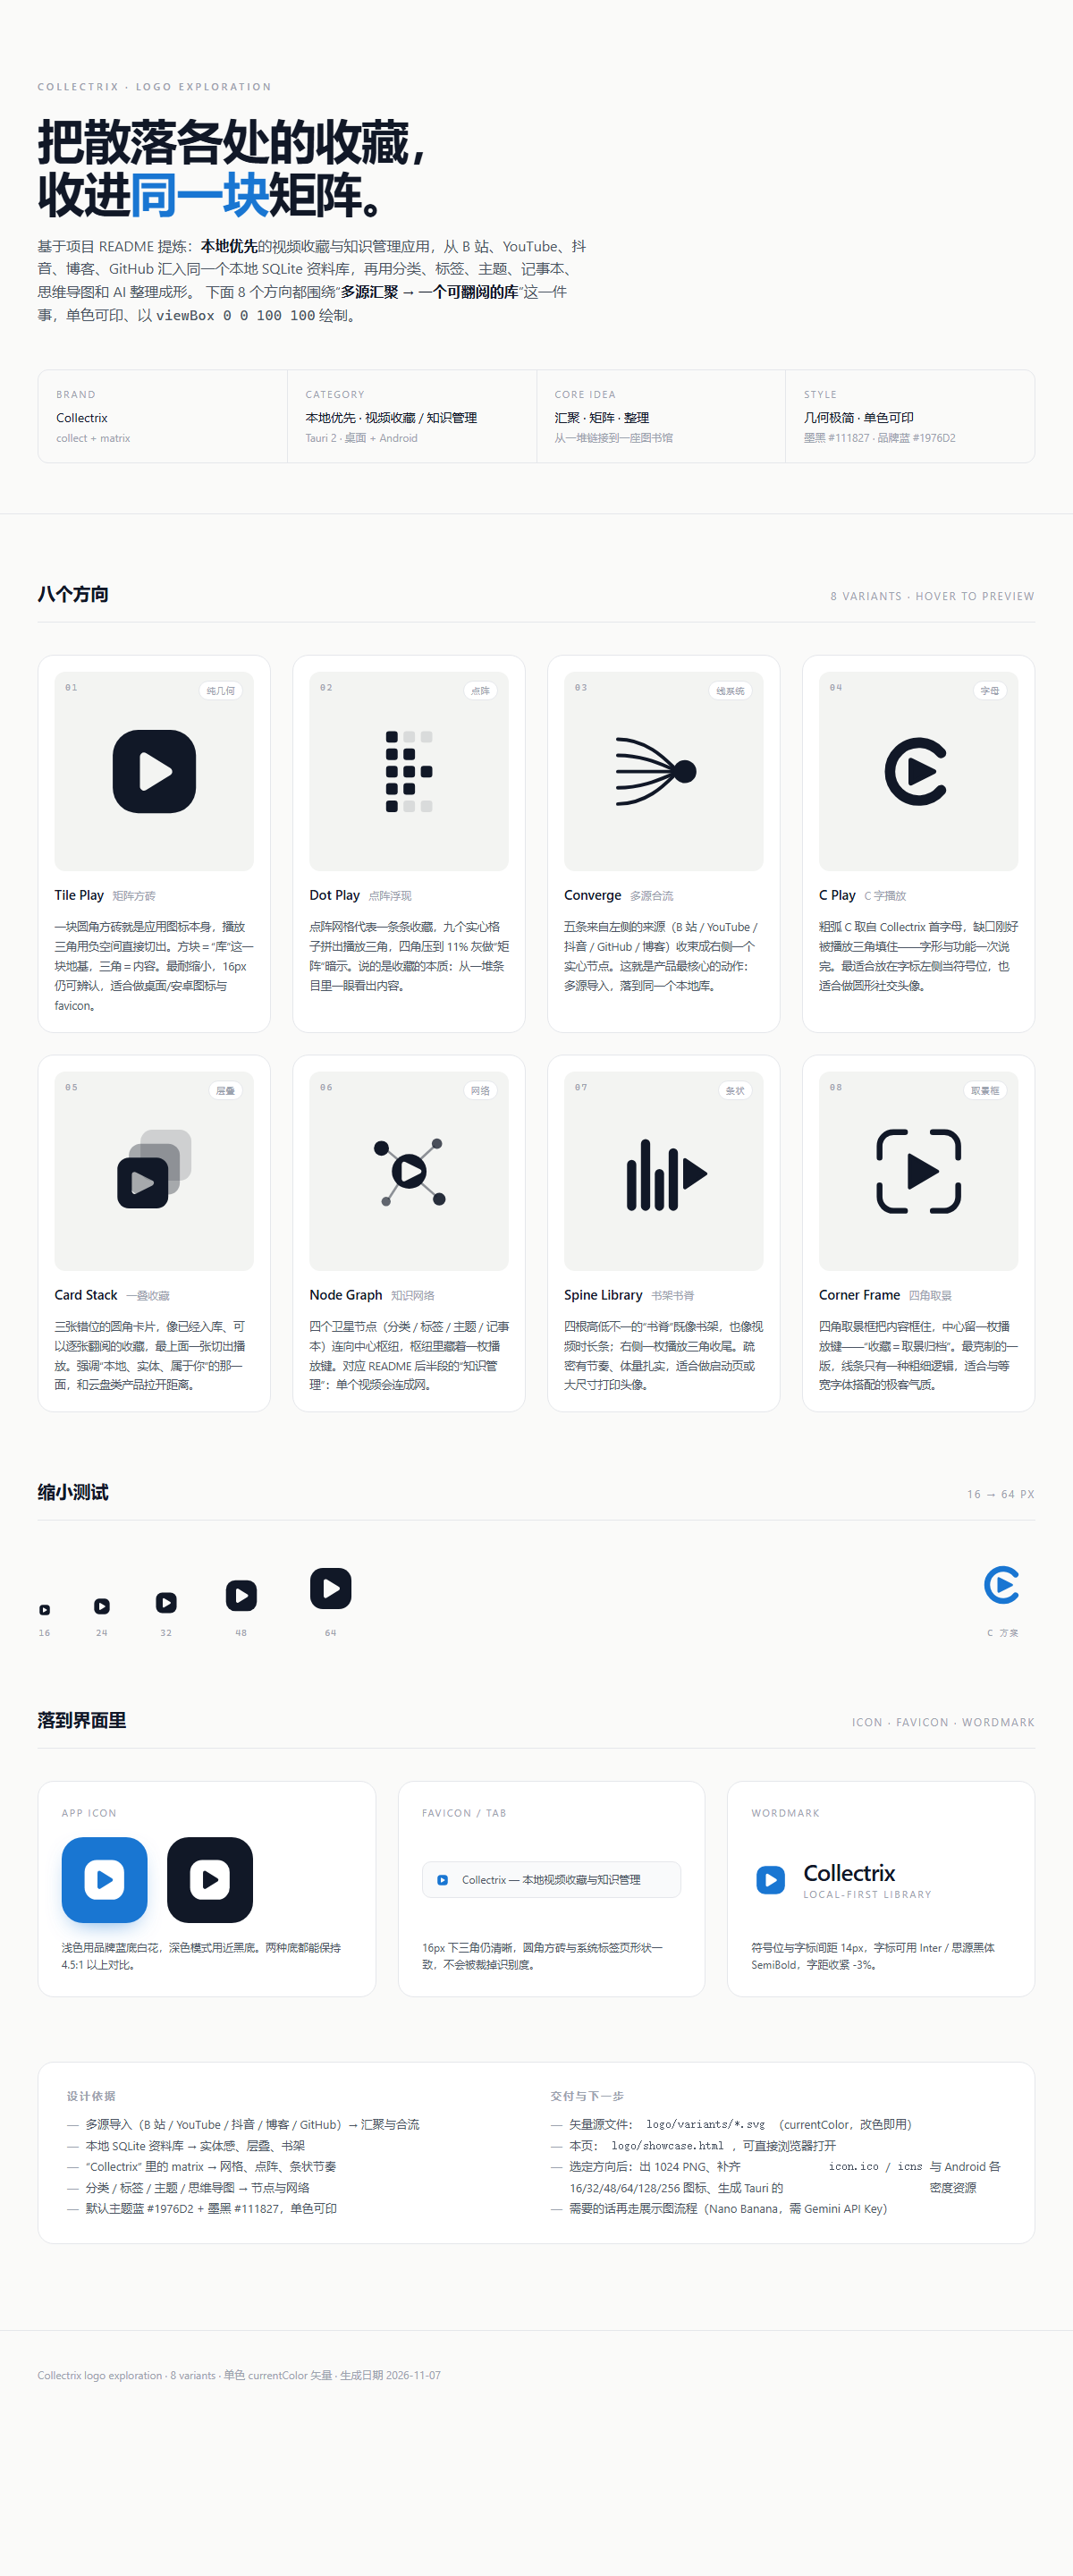 COLLECTRIX · LOGO EXPLORATION
把散落各处的收藏，
收进同一块矩阵。
基于项目 README 提炼：本地优先的视频收藏与知识管理应用，从 B 站、YouTube、抖
音、博客、GitHub 汇入同一个本地 SQLite 资料库，再用分类、标签、主题、记事本、
思维导图和 AI 整理成形。 下面 8 个方向都围绕“多源汇聚 → 一个可翻阅的库”这一件
事，单色可印、以 viewBox 0 0 100 100 绘制。
BRAND
Collectrix
collect + matrix
CATEGORY
本地优先 · 视频收藏 / 知识管理
Tauri 2 · 桌面 + Android
CORE IDEA
汇聚 · 矩阵 · 整理
从一堆链接到一座图书馆
STYLE
几何极简 · 单色可印
墨黑 #111827 · 品牌蓝 #1976D2
八个方向
8 VARIANTS · HOVER TO PREVIEW
01
纯几何
Tile Play 矩阵方砖
一块圆角方砖就是应用图标本身，播放
三角用负空间直接切出。方块＝“库”这一
块地基，三角＝内容。最耐缩小，16px
仍可辨认，适合做桌面/安卓图标与
favicon。
02
点阵
Dot Play 点阵浮现
点阵网格代表一条条收藏，九个实心格
子拼出播放三角，四角压到 11% 灰做“矩
阵”暗示。说的是收藏的本质：从一堆条
目里一眼看出内容。
03
线系统
Converge 多源合流
五条来自左侧的来源（B 站 / YouTube /
抖音 / GitHub / 博客）收束成右侧一个
实心节点。这就是产品最核心的动作：
多源导入，落到同一个本地库。
04
字母
C Play C 字播放
粗弧 C 取自 Collectrix 首字母，缺口刚好
被播放三角填住——字形与功能一次说
完。最适合放在字标左侧当符号位，也
适合做圆形社交头像。
05
层叠
Card Stack 一叠收藏
三张错位的圆角卡片，像已经入库、可
以逐张翻阅的收藏，最上面一张切出播
放。强调“本地、实体、属于你”的那一
面，和云盘类产品拉开距离。
06
网络
Node Graph 知识网络
四个卫星节点（分类 / 标签 / 主题 / 记事
本）连向中心枢纽，枢纽里藏着一枚播
放键。对应 README 后半段的“知识管
理”：单个视频会连成网。
07
条状
Spine Library 书架书脊
四根高低不一的“书脊”既像书架，也像视
频时长条；右侧一枚播放三角收尾。疏
密有节奏、体量扎实，适合做启动页或
大尺寸打印头像。
08
取景框
Corner Frame 四角取景
四角取景框把内容框住，中心留一枚播
放键——“收藏＝取景归档”。最克制的一
版，线条只有一种粗细逻辑，适合与等
宽字体搭配的极客气质。
缩小测试
16 → 64 PX
16
24
32
48
64
C 方案
落到界面里
ICON · FAVICON · WORDMARK
APP ICON
浅色用品牌蓝底白花，深色模式用近黑底。两种底都能保持
4.5:1 以上对比。
FAVICON / TAB
Collectrix — 本地视频收藏与知识管理
16px 下三角仍清晰，圆角方砖与系统标签页形状一
致，不会被裁掉识别度。
WORDMARK
Collectrix
LOCAL-FIRST LIBRARY
符号位与字标间距 14px，字标可用 Inter / 思源黑体
SemiBold，字距收紧 -3%。
设计依据
— 多源导入（B 站 / YouTube / 抖音 / 博客 / GitHub）→ 汇聚与合流
— 本地 SQLite 资料库 → 实体感、层叠、书架
— “Collectrix” 里的 matrix → 网格、点阵、条状节奏
— 分类 / 标签 / 主题 / 思维导图 → 节点与网络
— 默认主题蓝 #1976D2 + 墨黑 #111827，单色可印
交付与下一步
— 矢量源文件： logo/variants/*.svg （currentColor，改色即用）
— 本页： logo/showcase.html ，可直接浏览器打开
— 选定方向后：出 1024 PNG、补齐 icon.ico / icns 与 Android 各
16/32/48/64/128/256 图标、生成 Tauri 的 密度资源
— 需要的话再走展示图流程（Nano Banana，需 Gemini API Key）
Collectrix logo exploration · 8 variants · 单色 currentColor 矢量 · 生成日期 2026-11-07